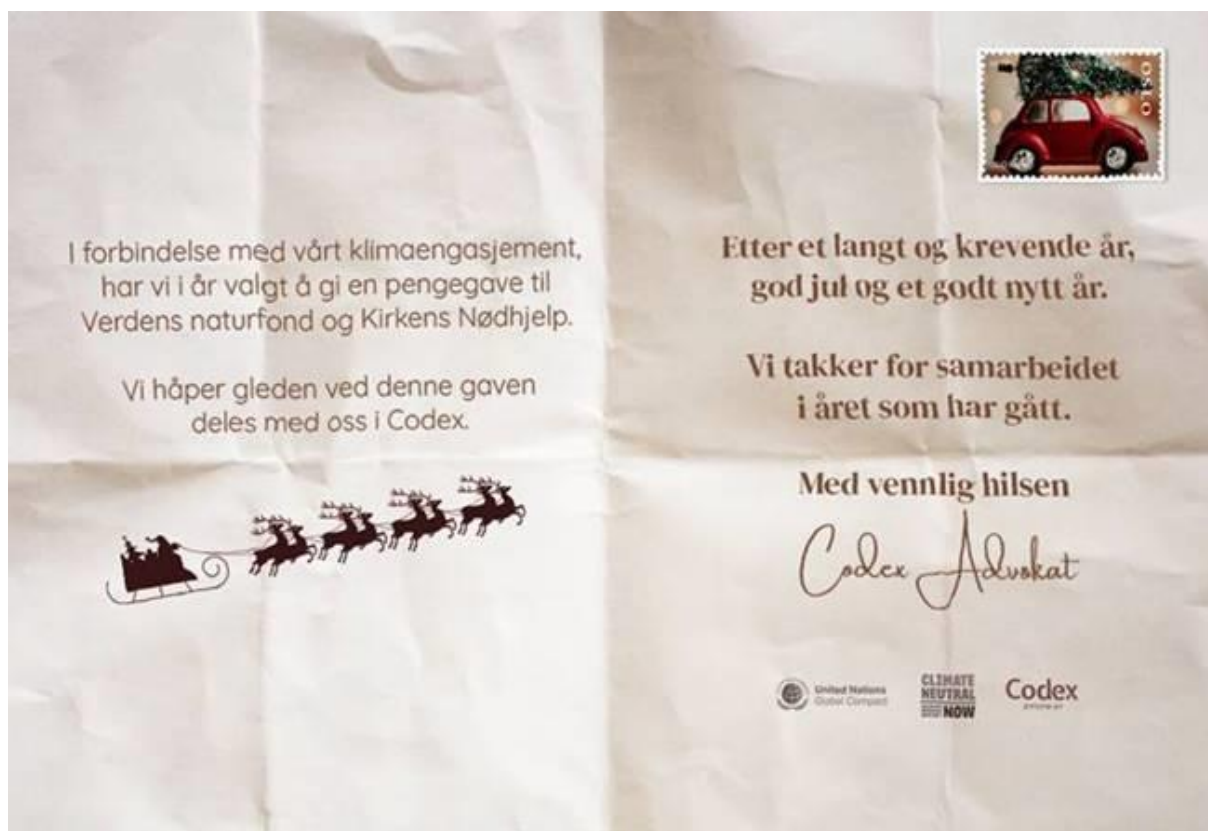 I forbindelse med vårt klimaengasjement,
har vi i år valgt å gi en pengegave til
Verdens naturfond og Kirkens Nødhjelp.
Vi håper gleden ved denne gaven
deles med oss i Codex.
OSLO
Etter et langt og krevende år,
god jul og et godt nytt år.
Vi takker for samarbeidet
i året som har gått.
Med vennlig hilsen
Codex Advokat
United Nations
Global Compact
CLIMATE
NEUTRAL
NOW
Codex